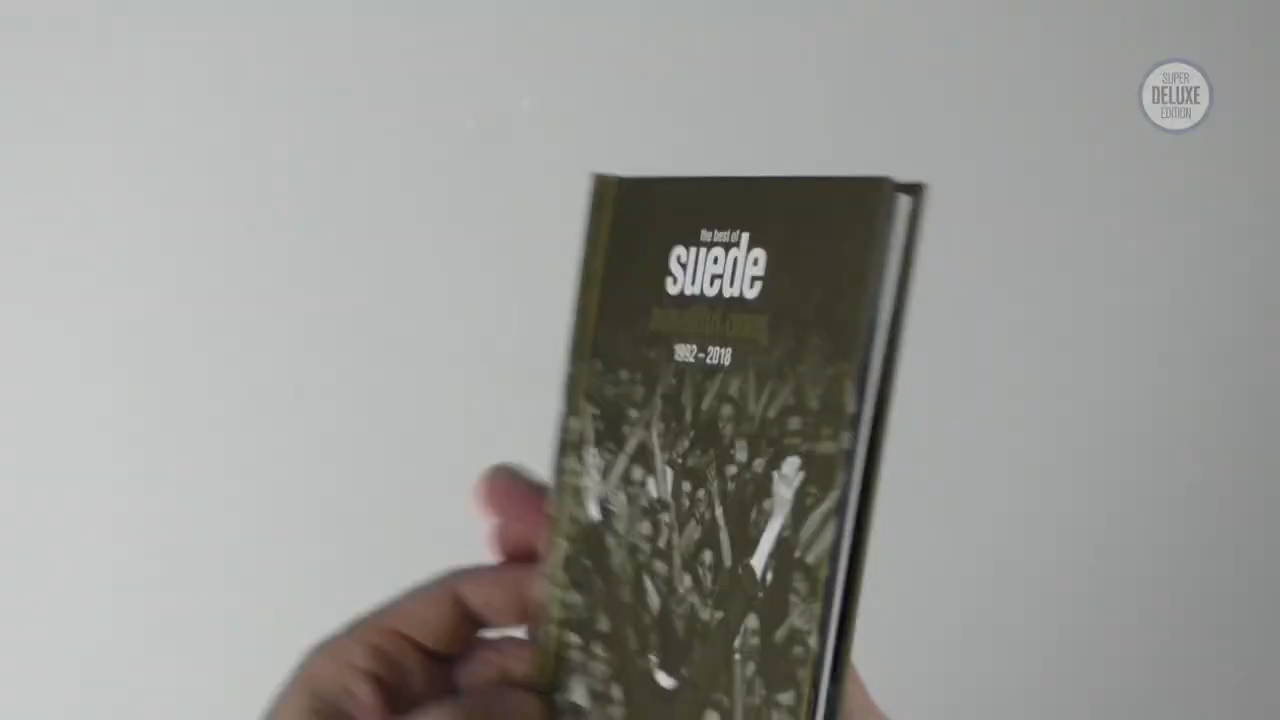 SUPER
DELUXE
EDITION
the best of
suede
1992 – 2018